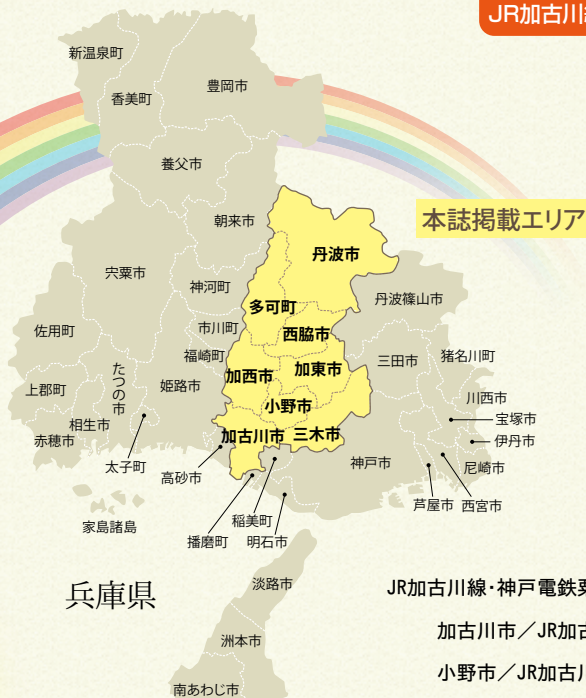 JR加古川線
新温泉町
香美町
豊岡市
養父市
朝来市
本誌掲載エリア
丹波市
宍粟市
神河町
多可町
丹波篠山市
佐用町
市川町
西脇市
福崎町
三田市
猪名川町
上郡町
たつの市
姫路市
加西市
加東市
川西市
相生市
小野市
宝塚市
赤穂市
伊丹市
太子町
加古川市
三木市
神戸市
尼崎市
高砂市
芦屋市
西宮市
家島諸島
稲美町
播磨町
明石市
兵庫県
淡路市
JR加古川線・神戸電鉄粟
加古川市／JR加古
洲本市
小野市／JR加古川
南あわじ市